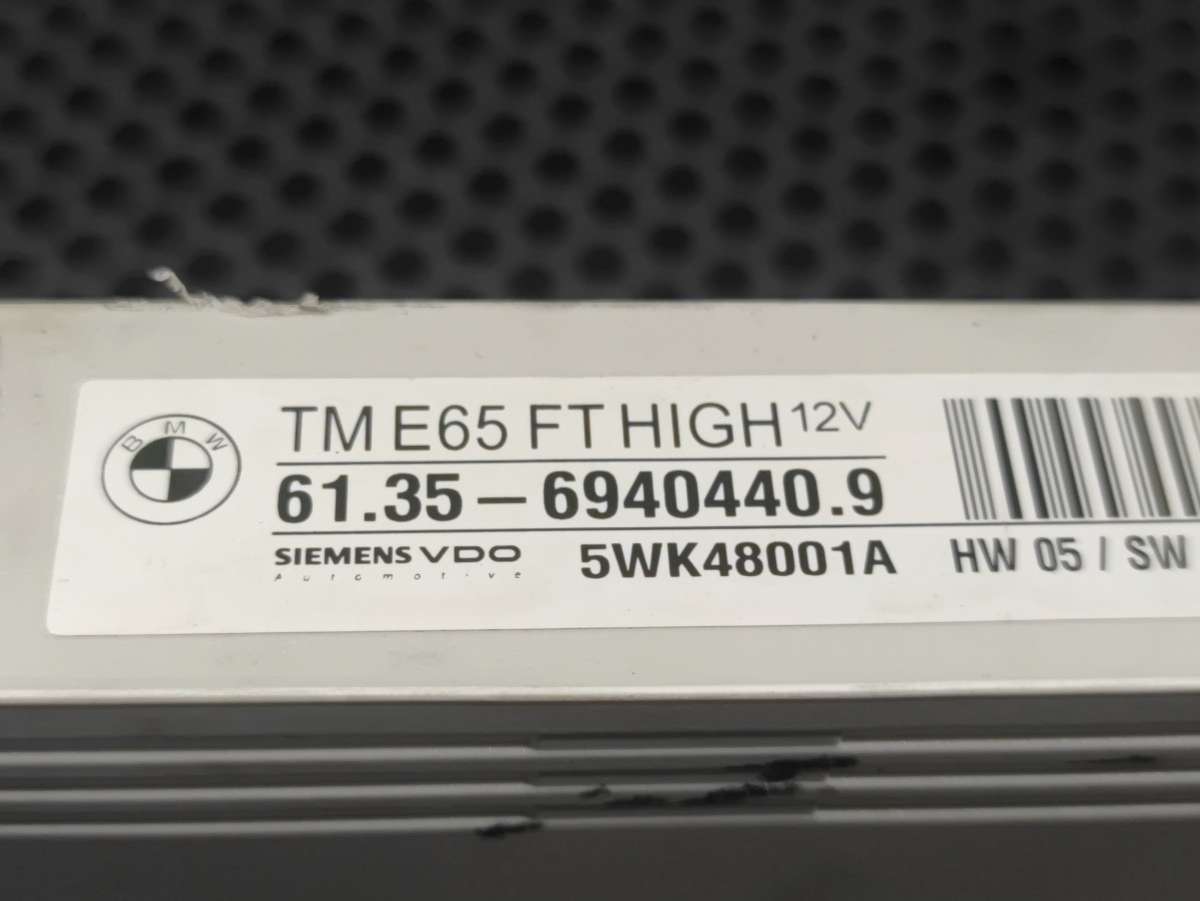 BMW
TM E65 FT HIGH 12V
61.35 – 6940440.9
SIEMENS VDO 5WK48001A HW 05 / SW
Automotive